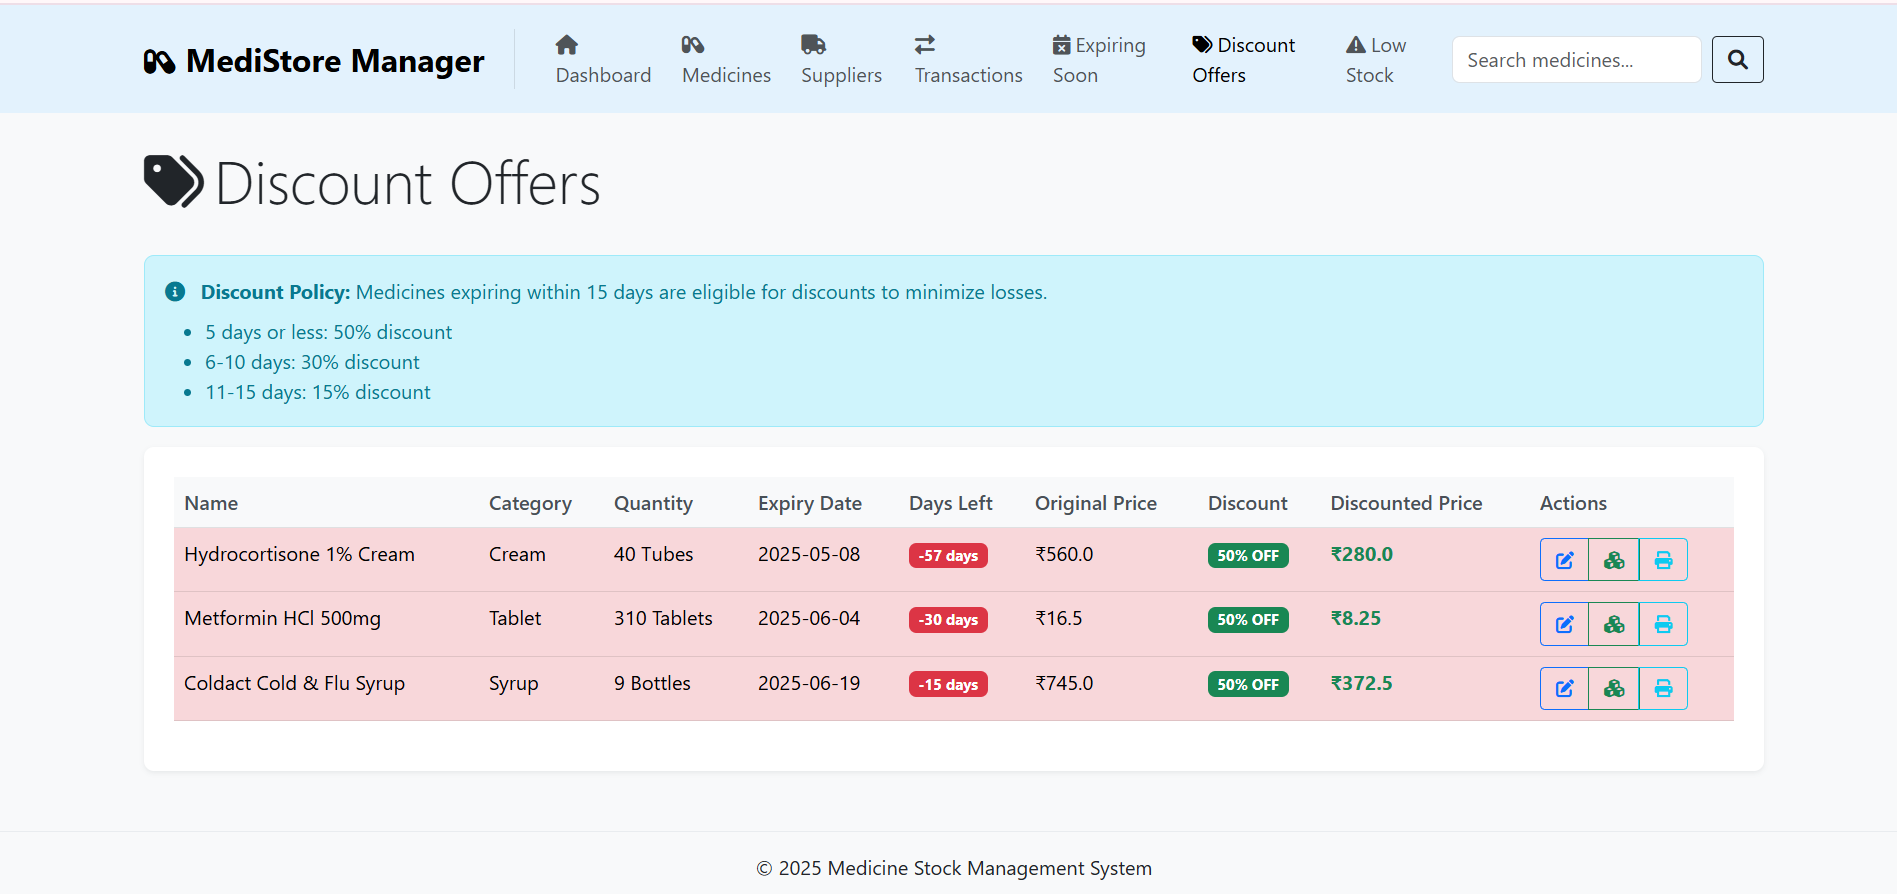 MediStore Manager
Dashboard
Medicines
Suppliers
Transactions
Expiring
Soon
Discount
Offers
Low
Stock
Search medicines...
Discount Offers
Discount Policy: Medicines expiring within 15 days are eligible for discounts to minimize losses.
5 days or less: 50% discount
6-10 days: 30% discount
11-15 days: 15% discount
Name Category Quantity Expiry Date Days Left Original Price Discount Discounted Price Actions
Hydrocortisone 1% Cream Cream 40 Tubes 2025-05-08 -57 days ₹560.0 50% OFF ₹280.0
Metformin HCl 500mg Tablet 310 Tablets 2025-06-04 -30 days ₹16.5 50% OFF ₹8.25
Coldact Cold & Flu Syrup Syrup 9 Bottles 2025-06-19 -15 days ₹745.0 50% OFF ₹372.5
© 2025 Medicine Stock Management System